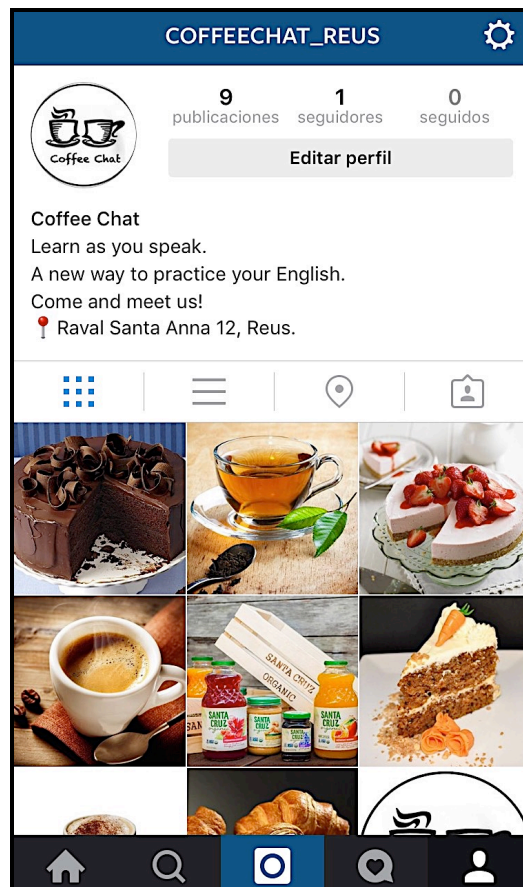 COFFEECHAT_REUS
9 1 0
publicaciones seguidores seguidos
Editar perfil
Coffee Chat
Coffee Chat
Learn as you speak.
A new way to practice your English.
Come and meet us!
Raval Santa Anna 12, Reus.
SANTA CRUZ
ORGANIC
SAN
SANTA CRUZ
SANTA CRUZ